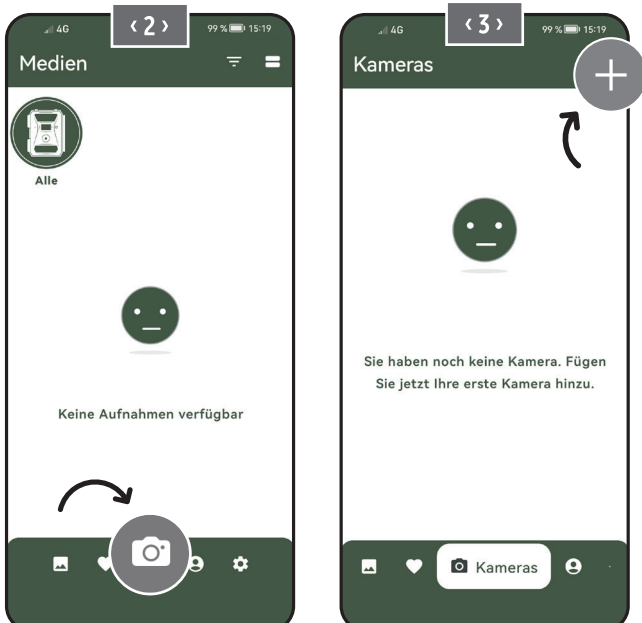 4G
‹2›
99 % 15:19
Medien
Alle
Keine Aufnahmen verfügbar
4G
‹3›
99 % 15:19
Kameras
Sie haben noch keine Kamera. Fügen
Sie jetzt Ihre erste Kamera hinzu.
Kameras